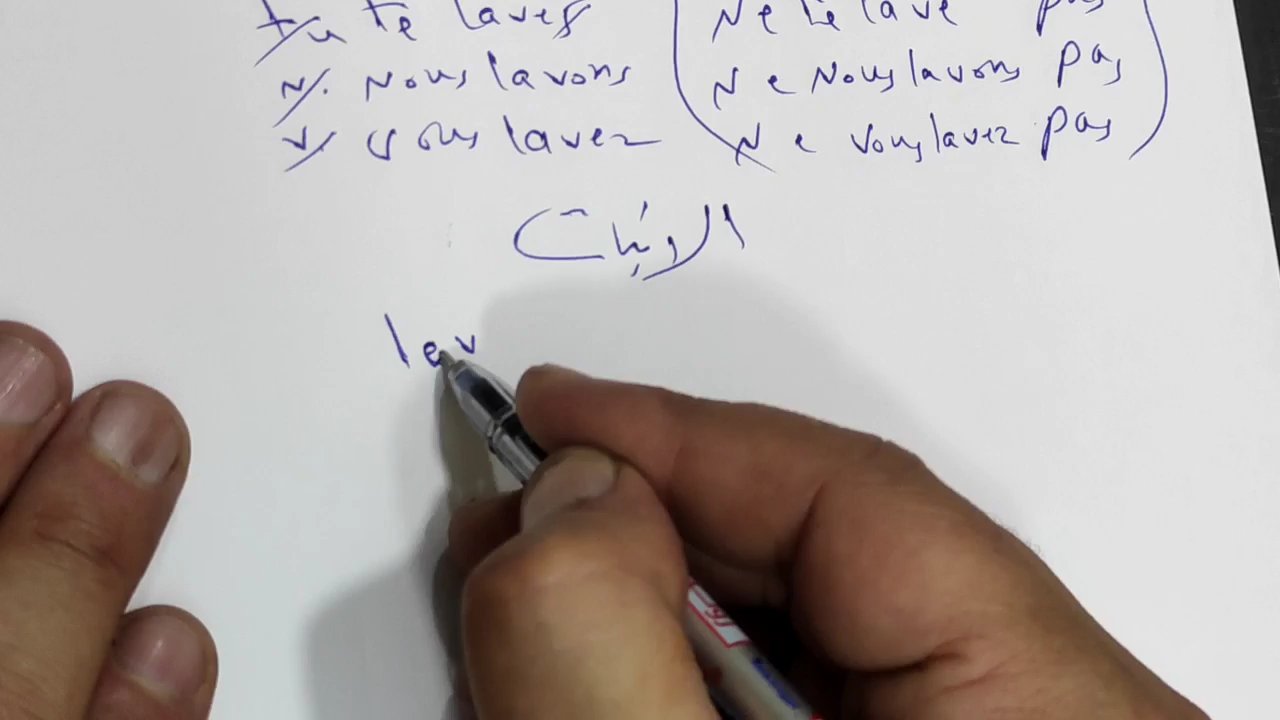 tu te laves Ne te lave pas
N/. nous lavons Ne Nous lavons pas
v/ vous lavez Ne vous lavez pas
lav